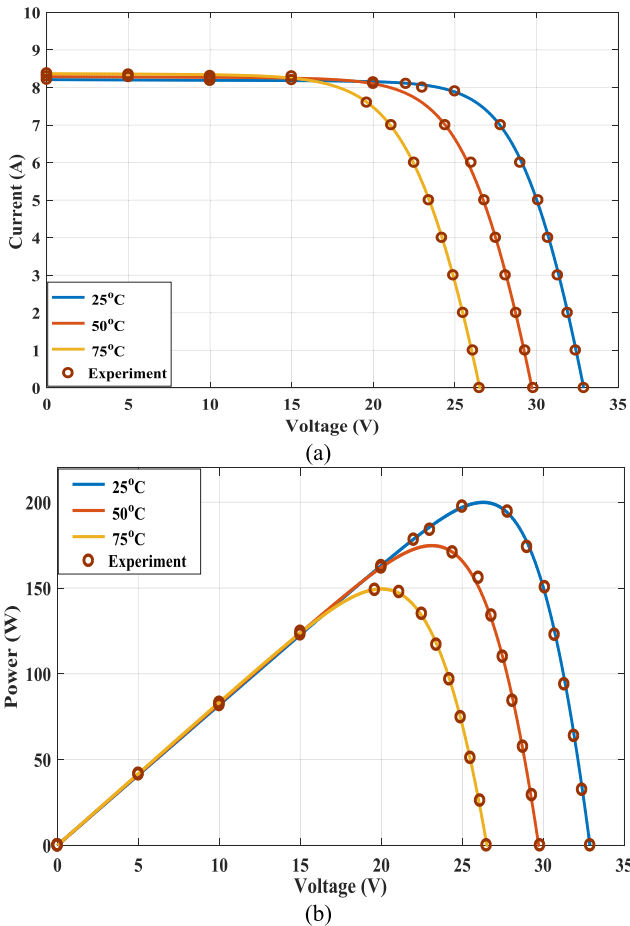 10
9
8
7
6
5
4
3
2
1
0
Current (A)
25°C
50°C
75°C
Experiment
0 5 10 15 20 25 30 35
Voltage (V)
(a)
200
150
100
50
0
Power (W)
25°C
50°C
75°C
Experiment
0 5 10 15 20 25 30 35
Voltage (V)
(b)